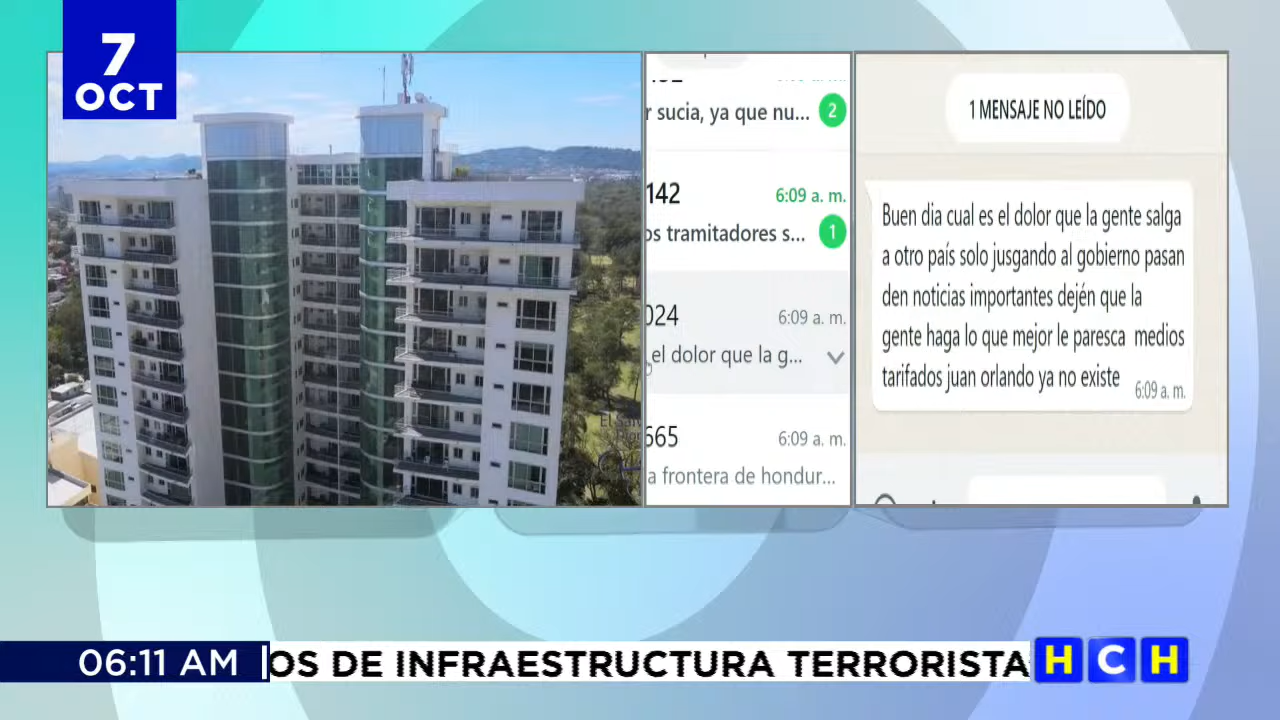 7
OCT
r sucia, ya que nu...
2
142
6:09 a. m.
os tramitadores s...
1
024
6:09 a. m.
el dolor que la g...
665
6:09 a. m.
a frontera de hondur...
1 MENSAJE NO LEÍDO
Buen dia cual es el dolor que la gente salga
a otro país solo jusgando al gobierno pasan
den noticias importantes dején que la
gente haga lo que mejor le paresca medios
tarifados juan orlando ya no existe
6:09 a. m.
06:11 AM
OS DE INFRAESTRUCTURA TERRORISTA
HCH